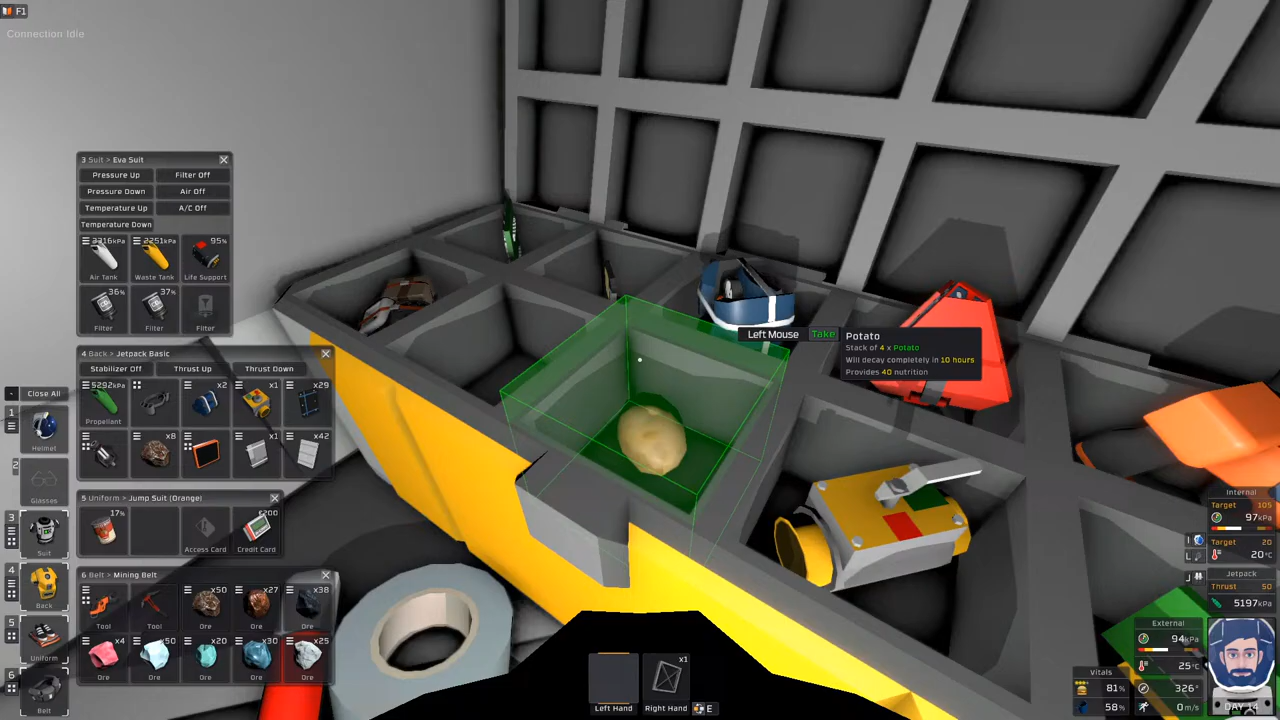 F1
Connection Idle
3 Suit > Eva Suit
Pressure Up
Filter Off
Pressure Down
Air Off
Temperature Up
A/C Off
Temperature Down
3316kPa
2251kPa
95%
Air Tank
Waste Tank
Life Support
36%
37%
Filter
Filter
Filter
4 Back > Jetpack Basic
Stabilizer Off
Thrust Up
Thrust Down
5292kPa
x2
x1
x29
Propellant
x8
x1
x42
5 Uniform > Jump Suit (Orange)
17%
€200
Access Card
Credit Card
6 Belt > Mining Belt
x50
x27
x38
Tool
Tool
Ore
Ore
Ore
x4
x50
x20
x30
x25
Ore
Ore
Ore
Ore
Ore
Close All
1
Helmet
2
Glasses
3
Suit
4
Back
5
Uniform
6
Belt
Left Mouse
Take
Potato
Stack of 4 x Potato
Will decay completely in 10 hours
Provides 40 nutrition
x1
Left Hand
Right Hand
E
Internal
Target 105
97kPa
Target 20
20°C
Jetpack
Thrust 50
5197kPa
External
94kPa
25°C
326°
0m/s
Vitals
81%
58%
DAY 14